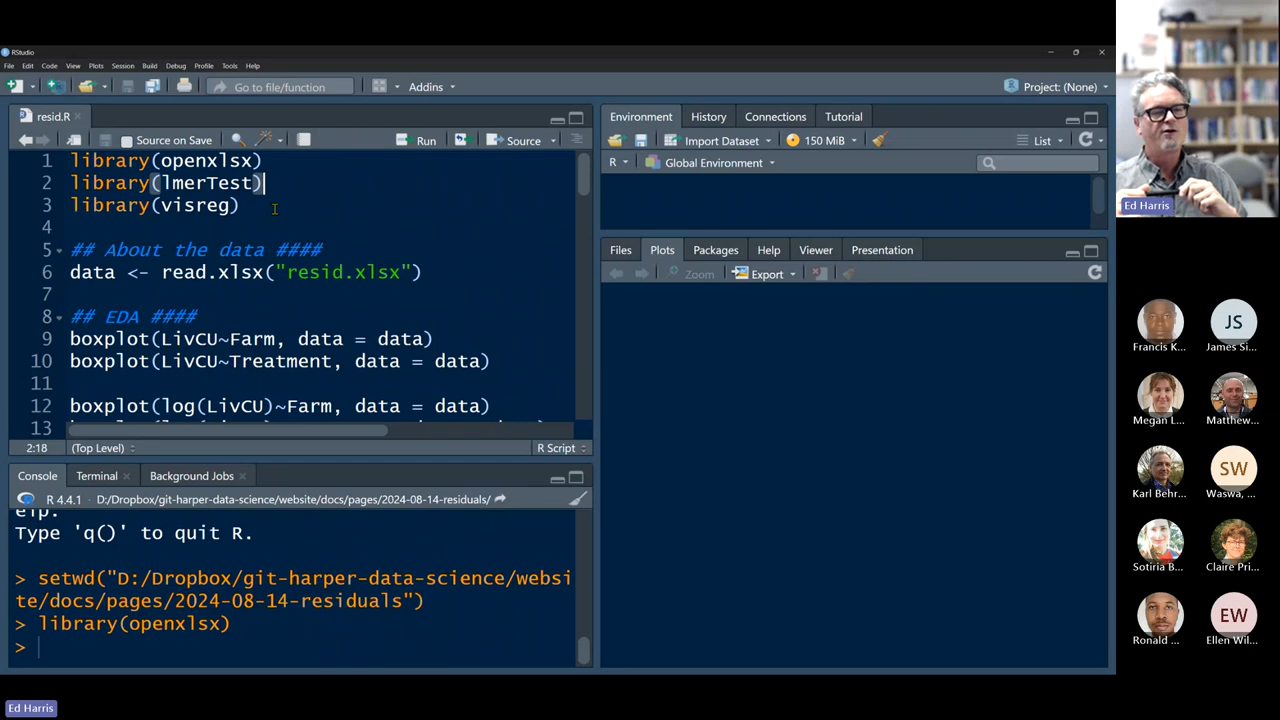 RStudio
File Edit Code View Plots Session Build Debug Profile Tools Help
Go to file/function
Addins
Project: (None)
resid.R
Source on Save
Run
Source
1 library(openxlsx)
2 library(lmerTest)
3 library(visreg)
4
5 ## About the data ####
6 data <- read.xlsx("resid.xlsx")
7
8 ## EDA ####
9 boxplot(LivCU~Farm, data = data)
10 boxplot(LivCU~Treatment, data = data)
11
12 boxplot(log(LivCU)~Farm, data = data)
13
2:18 (Top Level) R Script
Console Terminal Background Jobs
R 4.4.1 · D:/Dropbox/git-harper-data-science/website/docs/pages/2024-08-14-residuals/
elp.
Type 'q()' to quit R.
> setwd("D:/Dropbox/git-harper-data-science/websi
te/docs/pages/2024-08-14-residuals")
> library(openxlsx)
>
Environment History Connections Tutorial
Import Dataset 150 MiB List
R Global Environment
Files Plots Packages Help Viewer Presentation
Zoom Export
Ed Harris
Francis K...
JS
James Si...
Megan L...
Matthew...
Karl Behr...
SW
Waswa, ...
Sotiria B...
Claire Pri...
Ronald ...
EW
Ellen Wil...
Ed Harris